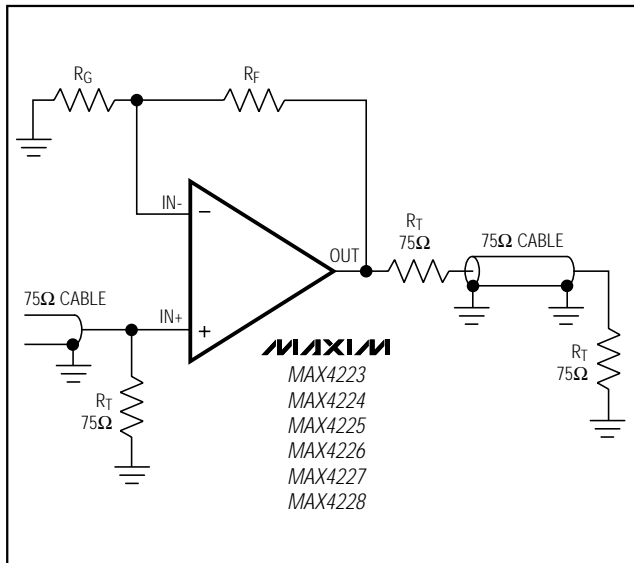 RG
RF
IN-
−
OUT
RT
75Ω
75Ω CABLE
75Ω CABLE
IN+
+
RT
75Ω
MAXIM
MAX4223
MAX4224
MAX4225
MAX4226
MAX4227
MAX4228
RT
75Ω